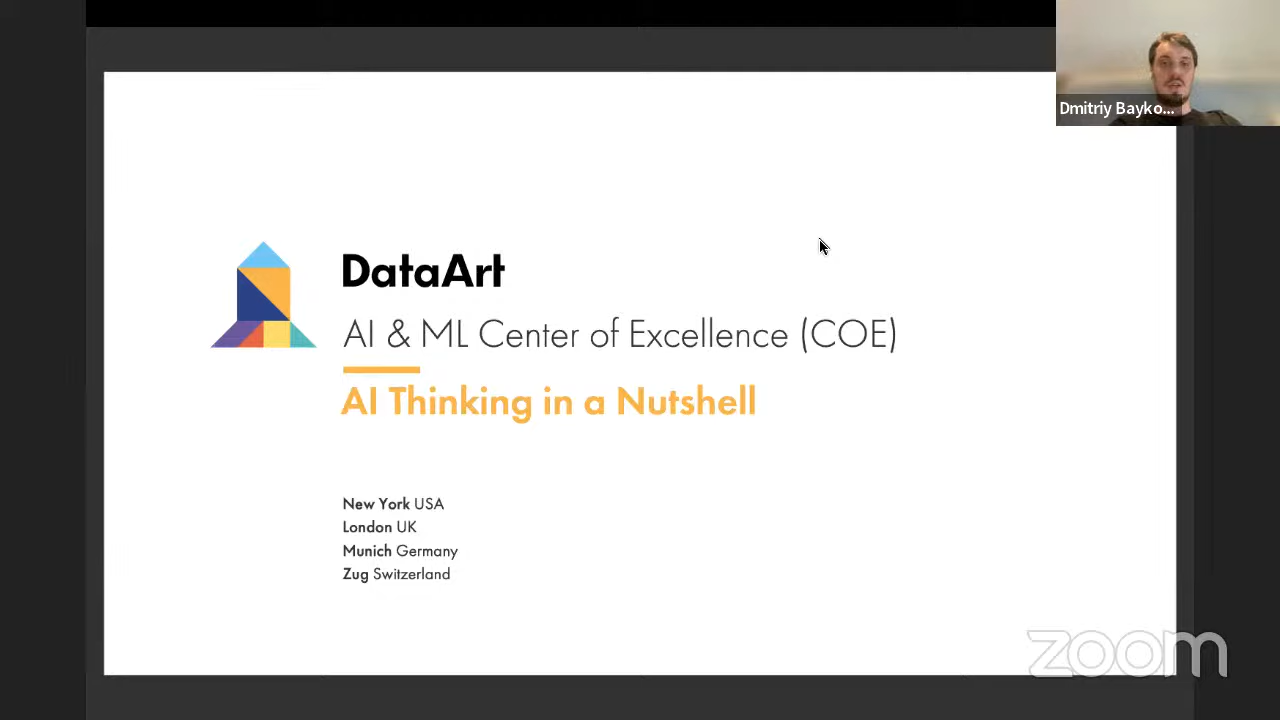 Dmitriy Bayko...
DataArt
AI & ML Center of Excellence (COE)
AI Thinking in a Nutshell
New York USA
London UK
Munich Germany
Zug Switzerland
zoom